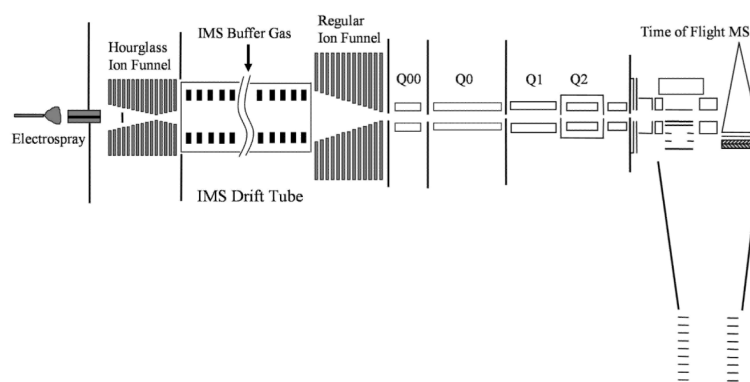 Hourglass
Ion Funnel
IMS Buffer Gas
Regular
Ion Funnel
Time of Flight MS
Q00
Q0
Q1
Q2
Electrospray
IMS Drift Tube